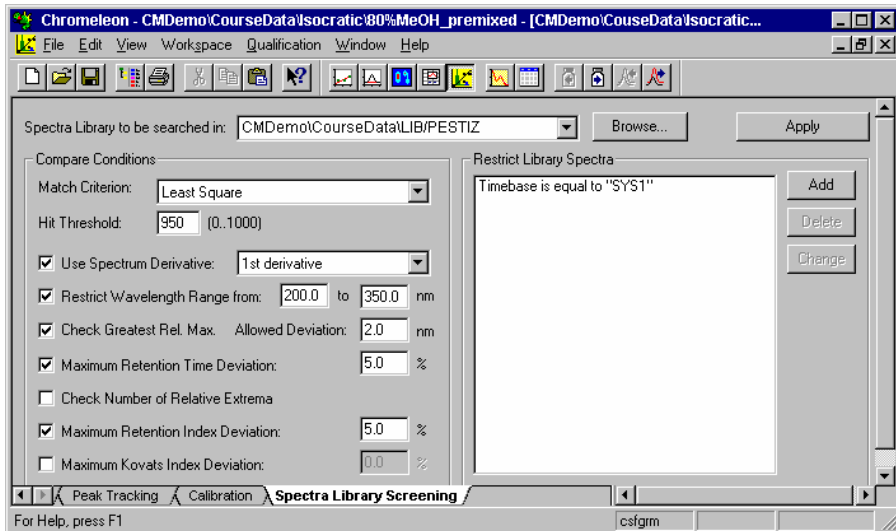 Chromeleon - CMDemo\CourseData\Isocratic\80%MeOH_premixed - [CMDemo\CouseData\Isocratic...
File Edit View Workspace Qualification Window Help
Spectra Library to be searched in: CMDemo\CourseData\LIB/PESTIZ Browse... Apply
Compare Conditions
Match Criterion: Least Square
Hit Threshold: 950 (0..1000)
Use Spectrum Derivative: 1st derivative
Restrict Wavelength Range from: 200.0 to 350.0 nm
Check Greatest Rel. Max. Allowed Deviation: 2.0 nm
Maximum Retention Time Deviation: 5.0 %
Check Number of Relative Extrema
Maximum Retention Index Deviation: 5.0 %
Maximum Kovats Index Deviation: 0.0 %
Restrict Library Spectra
Timebase is equal to "SYS1"
Add
Delete
Change
Peak Tracking Calibration Spectra Library Screening
For Help, press F1 csfgrm